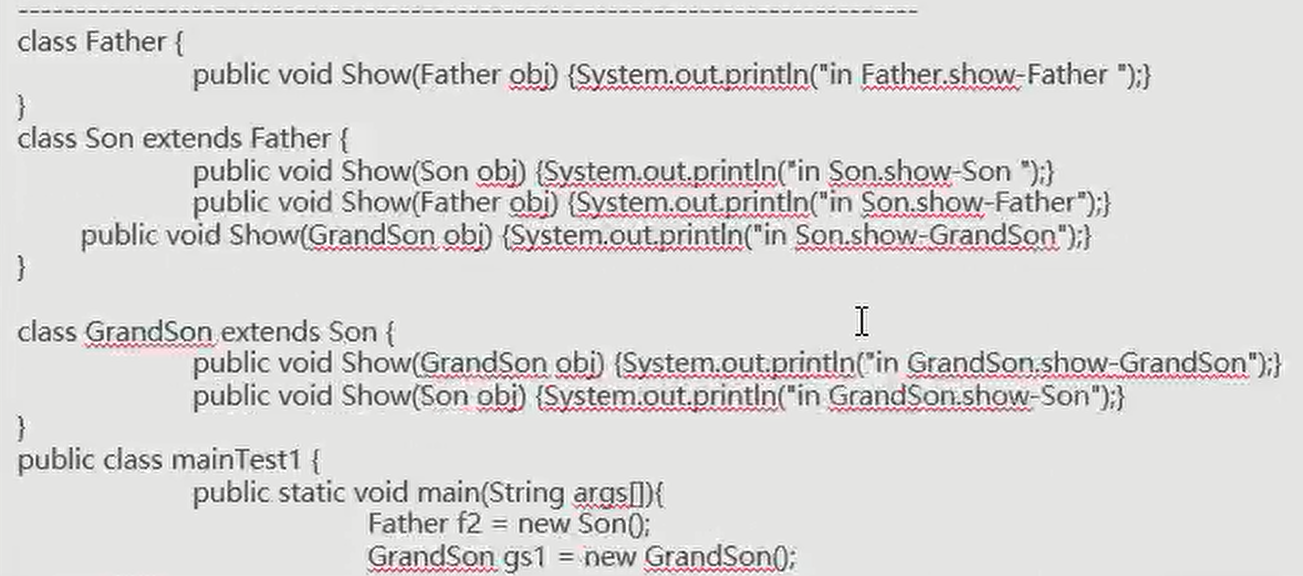 --------------------------------------------------------------------------------
class Father {
public void Show(Father obj) {System.out.println("in Father.show-Father ");}
}
class Son extends Father {
public void Show(Son obj) {System.out.println("in Son.show-Son ");}
public void Show(Father obj) {System.out.println("in Son.show-Father");}
public void Show(GrandSon obj) {System.out.println("in Son.show-GrandSon");}
}
class GrandSon extends Son {
public void Show(GrandSon obj) {System.out.println("in GrandSon.show-GrandSon");}
public void Show(Son obj) {System.out.println("in GrandSon.show-Son");}
}
public class mainTest1 {
public static void main(String args[]){
Father f2 = new Son();
GrandSon gs1 = new GrandSon();